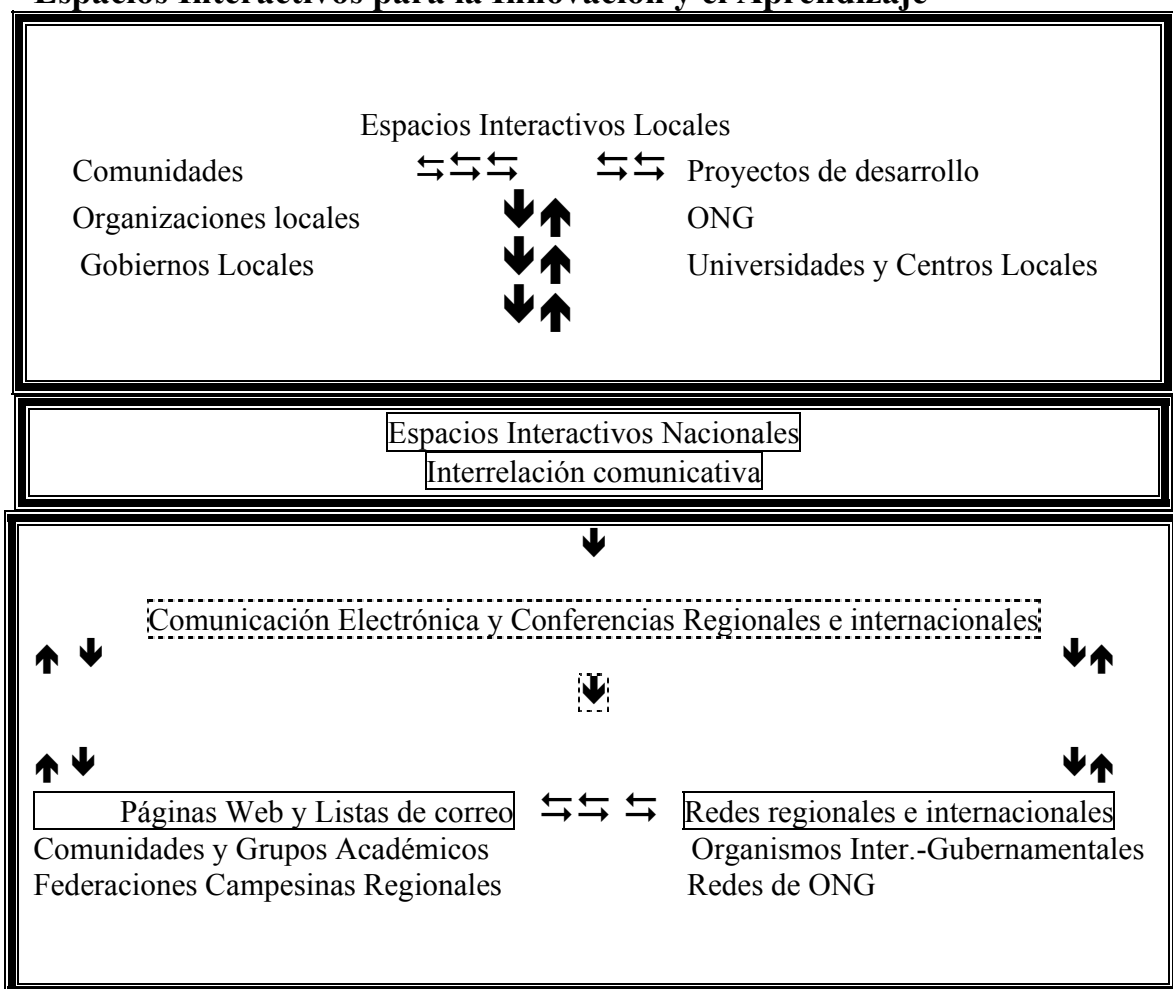 Espacios Interactivos para la Innovación y el Aprendizaje
Espacios Interactivos Locales
Comunidades Proyectos de desarrollo
Organizaciones locales ONG
Gobiernos Locales Universidades y Centros Locales
Espacios Interactivos Nacionales
Interrelación comunicativa
Comunicación Electrónica y Conferencias Regionales e internacionales
Páginas Web y Listas de correo Redes regionales e internacionales
Comunidades y Grupos Académicos Organismos Inter.-Gubernamentales
Federaciones Campesinas Regionales Redes de ONG